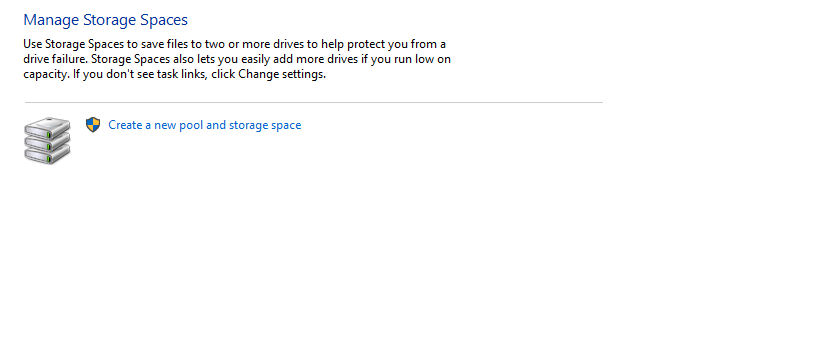 Manage Storage Spaces
Use Storage Spaces to save files to two or more drives to help protect you from a
drive failure. Storage Spaces also lets you easily add more drives if you run low on
capacity. If you don't see task links, click Change settings.
Create a new pool and storage space